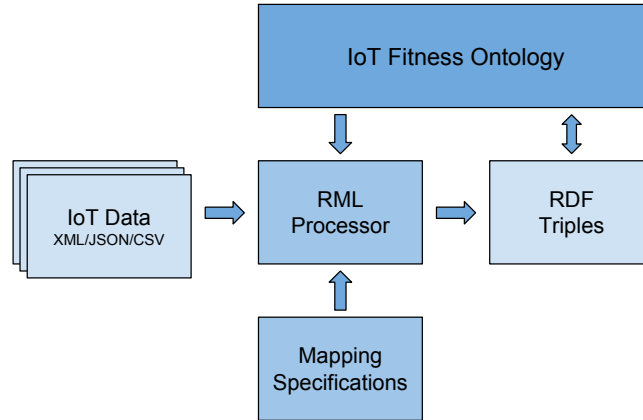 IoT Fitness Ontology
IoT Data
XML/JSON/CSV
RML
Processor
RDF
Triples
Mapping
Specifications